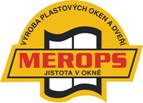 VÝROBA PLASTOVÝCH OKEN A DVEŘÍ
MEROPS
JISTOTA V OKNĚ